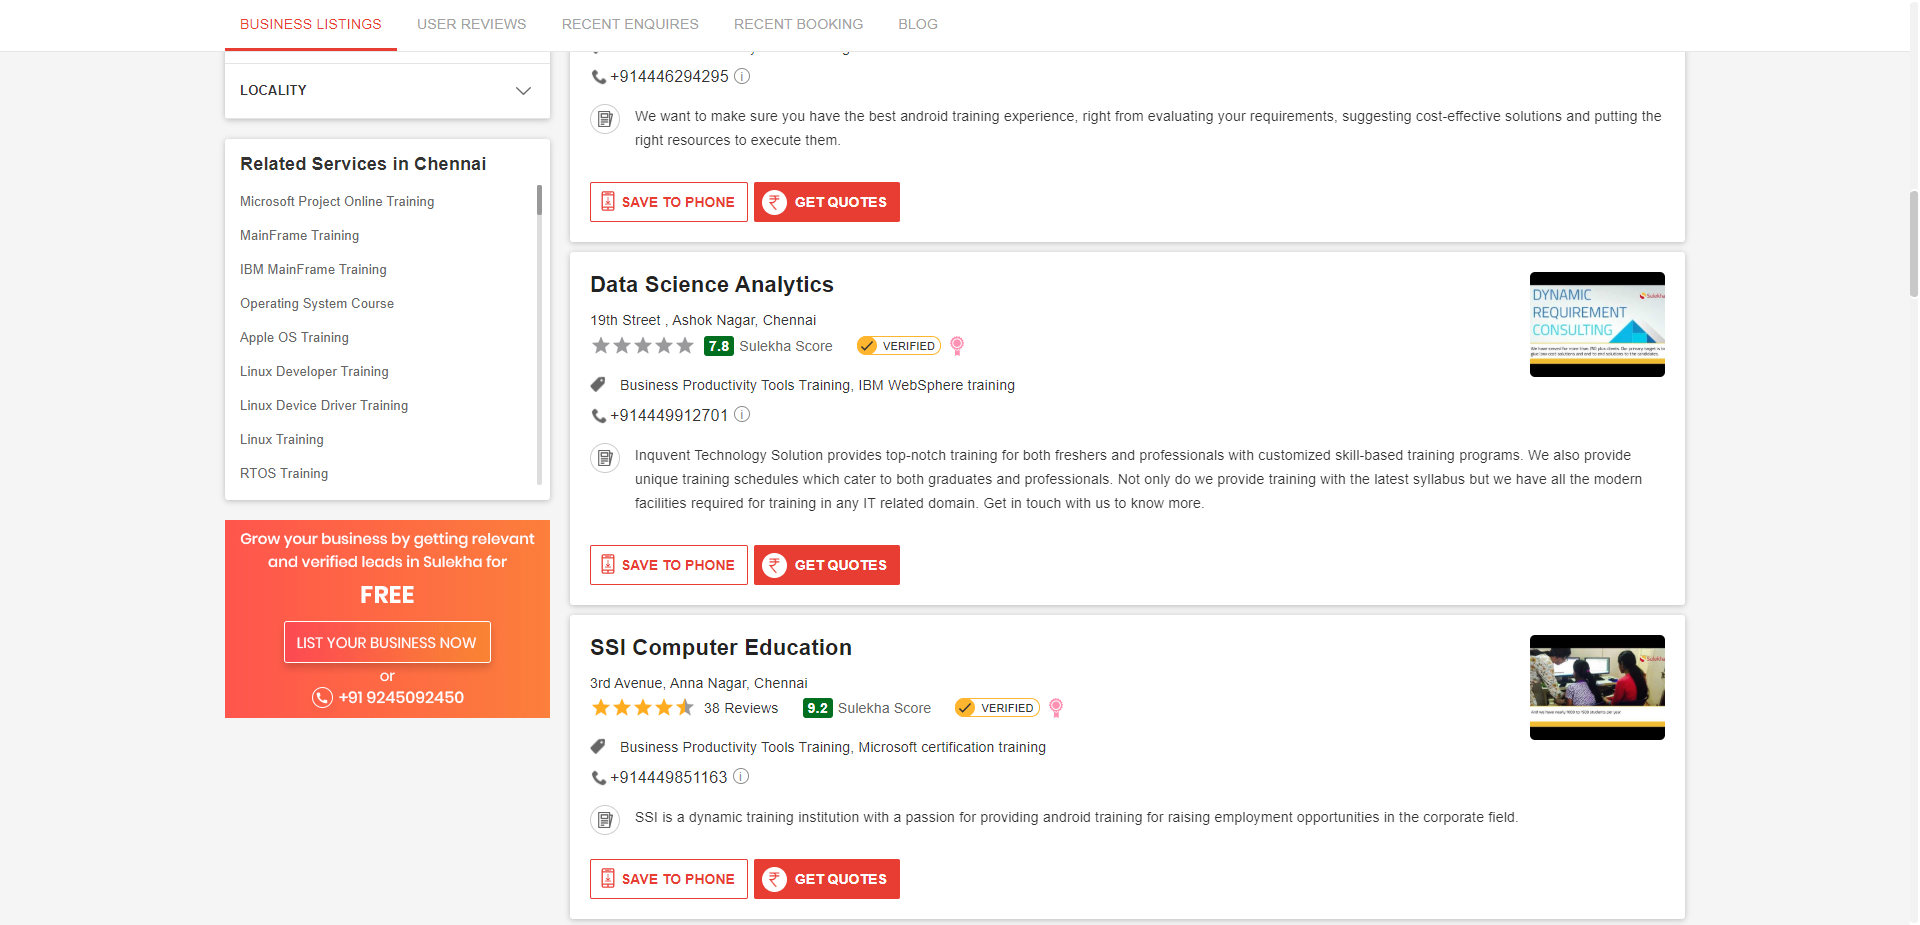 BUSINESS LISTINGS USER REVIEWS RECENT ENQUIRES RECENT BOOKING BLOG
LOCALITY
Related Services in Chennai
Microsoft Project Online Training
MainFrame Training
IBM MainFrame Training
Operating System Course
Apple OS Training
Linux Developer Training
Linux Device Driver Training
Linux Training
RTOS Training
Grow your business by getting relevant
and verified leads in Sulekha for
FREE
LIST YOUR BUSINESS NOW
or
+91 9245092450
+914446294295
We want to make sure you have the best android training experience, right from evaluating your requirements, suggesting cost-effective solutions and putting the
right resources to execute them.
SAVE TO PHONE ₹ GET QUOTES
Data Science Analytics
19th Street , Ashok Nagar, Chennai
7.8 Sulekha Score VERIFIED
Business Productivity Tools Training, IBM WebSphere training
+914449912701
Inquvent Technology Solution provides top-notch training for both freshers and professionals with customized skill-based training programs. We also provide
unique training schedules which cater to both graduates and professionals. Not only do we provide training with the latest syllabus but we have all the modern
facilities required for training in any IT related domain. Get in touch with us to know more.
SAVE TO PHONE ₹ GET QUOTES
DYNAMIC Sulekha
REQUIREMENT
CONSULTING
SSI Computer Education
3rd Avenue, Anna Nagar, Chennai
38 Reviews 9.2 Sulekha Score VERIFIED
Business Productivity Tools Training, Microsoft certification training
+914449851163
SSI is a dynamic training institution with a passion for providing android training for raising employment opportunities in the corporate field.
SAVE TO PHONE ₹ GET QUOTES
Sulekha
And we have nearly 1000 to 1500 students per year